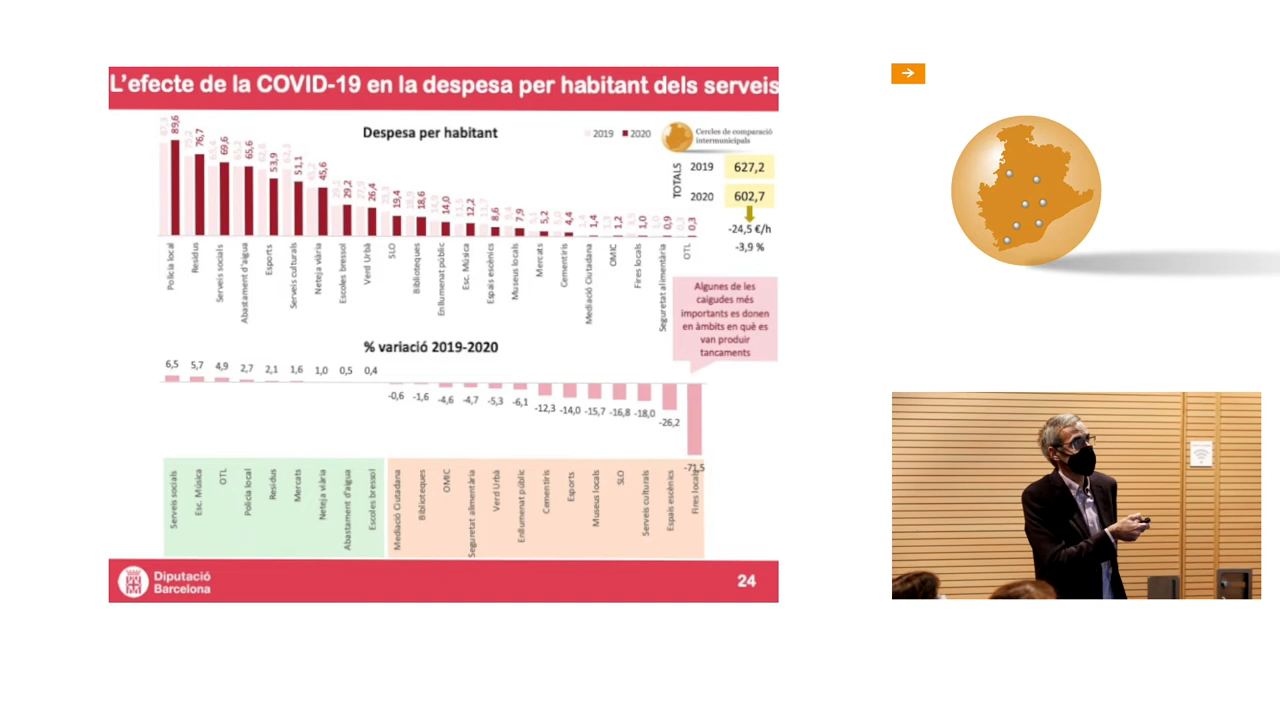 L'efecte de la COVID-19 en la despesa per habitant dels serveis
Despesa per habitant
2019
2020
Cercles de comparació
intermunicipals
TOTALS
2019
627,2
2020
602,7
-24,5 €/h
-3,9 %
89,6
76,7
69,6
65,6
53,9
51,1
45,6
29,2
26,4
19,4
18,6
14,0
12,2
8,6
7,9
5,2
4,4
1,4
1,2
1,0
0,9
0,3
Policia local
Residus
Serveis socials
Abastament d'aigua
Esports
Serveis culturals
Neteja viària
Escoles bressol
Verd Urbà
SLO
Biblioteques
Enllumenat públic
Esc. Música
Espais escènics
Museus locals
Mercats
Cementiris
Mediació Ciutadana
OMIC
Fires locals
Seguretat alimentària
OTL
Algunes de les
caigudes més
importants es donen
en àmbits en què es
van produir
tancaments
% variació 2019-2020
6,5
5,7
4,9
2,7
2,1
1,6
1,0
0,5
0,4
-0,6
-1,6
-4,6
-4,7
-5,3
-6,1
-12,3
-14,0
-15,7
-16,8
-18,0
-26,2
-71,5
Serveis socials
Esc. Música
OTL
Policia local
Residus
Mercats
Neteja viària
Abastament d'aigua
Escoles bressol
Mediació Ciutadana
Biblioteques
OMIC
Seguretat alimentària
Verd Urbà
Enllumenat públic
Cementiris
Esports
Museus locals
SLO
Serveis culturals
Espais escènics
Fires locals
Diputació
Barcelona
24